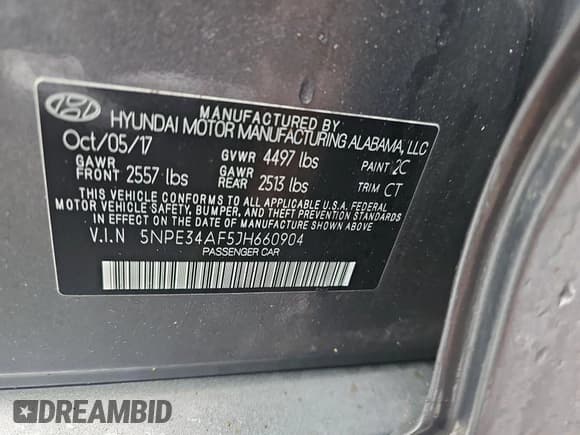 MANUFACTURED BY
HYUNDAI MOTOR MANUFACTURING ALABAMA, LLC
Oct/05/17 GVWR 4497 lbs PAINT 2C
GAWR FRONT 2557 lbs GAWR REAR 2513 lbs TRIM CT
THIS VEHICLE CONFORMS TO ALL APPLICABLE U.S.A. FEDERAL
MOTOR VEHICLE SAFETY, BUMPER, AND THEFT PREVENTION STANDARDS
IN EFFECT ON THE DATE OF MANUFACTURE SHOWN ABOVE.
V.I.N 5NPE34AF5JH660904
PASSENGER CAR
DREAMBID